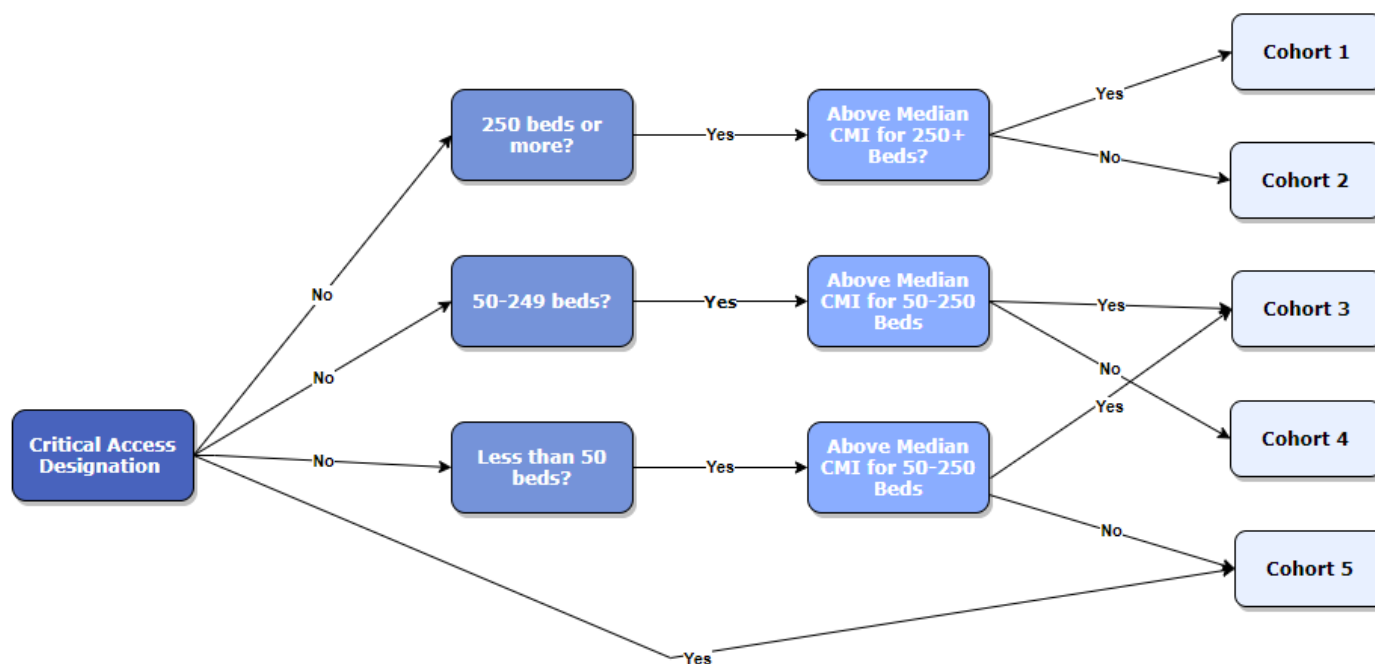 Cohort 1
Yes
250 beds or
more?
Yes
Above Median
CMI for 250+
Beds?
No
Cohort 2
No
50-249 beds?
Yes
Above Median
CMI for 50-250
Beds
Yes
Cohort 3
No
No
Yes
Critical Access
Designation
No
Less than 50
beds?
Yes
Above Median
CMI for 50-250
Beds
Cohort 4
No
Cohort 5
Yes